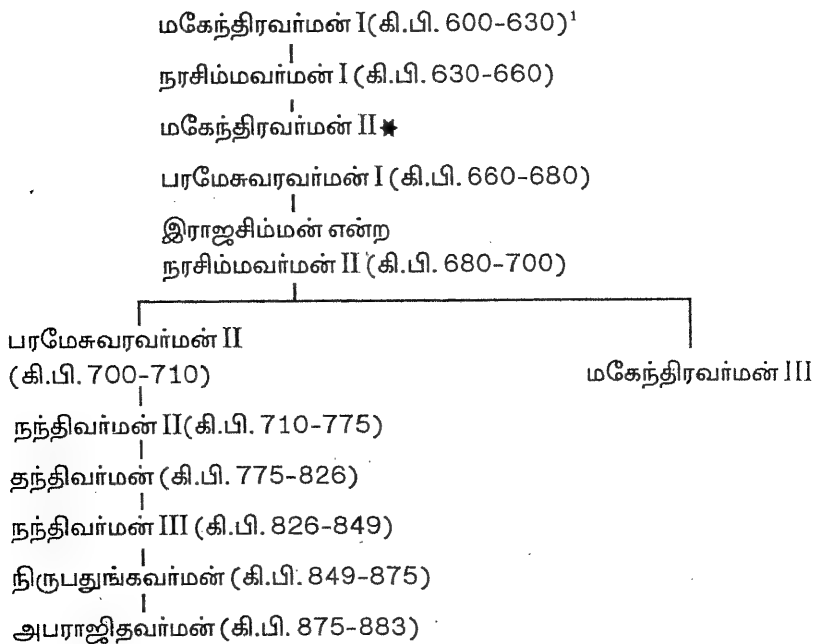 மகேந்திரவர்மன் I(கி.பி. 600-630)¹
நரசிம்மவர்மன் I (கி.பி. 630-660)
மகேந்திரவர்மன் II✱
பரமேசுவரவர்மன் I (கி.பி. 660-680)
இராஜசிம்மன் என்ற
நரசிம்மவர்மன் II (கி.பி. 680-700)
பரமேசுவரவர்மன் II
(கி.பி. 700-710)
மகேந்திரவர்மன் III
நந்திவர்மன் II(கி.பி. 710-775)
தந்திவர்மன் (கி.பி. 775-826)
நந்திவர்மன் III (கி.பி. 826-849)
நிருபதுங்கவர்மன் (கி.பி. 849-875)
அபராஜிதவர்மன் (கி.பி. 875-883)